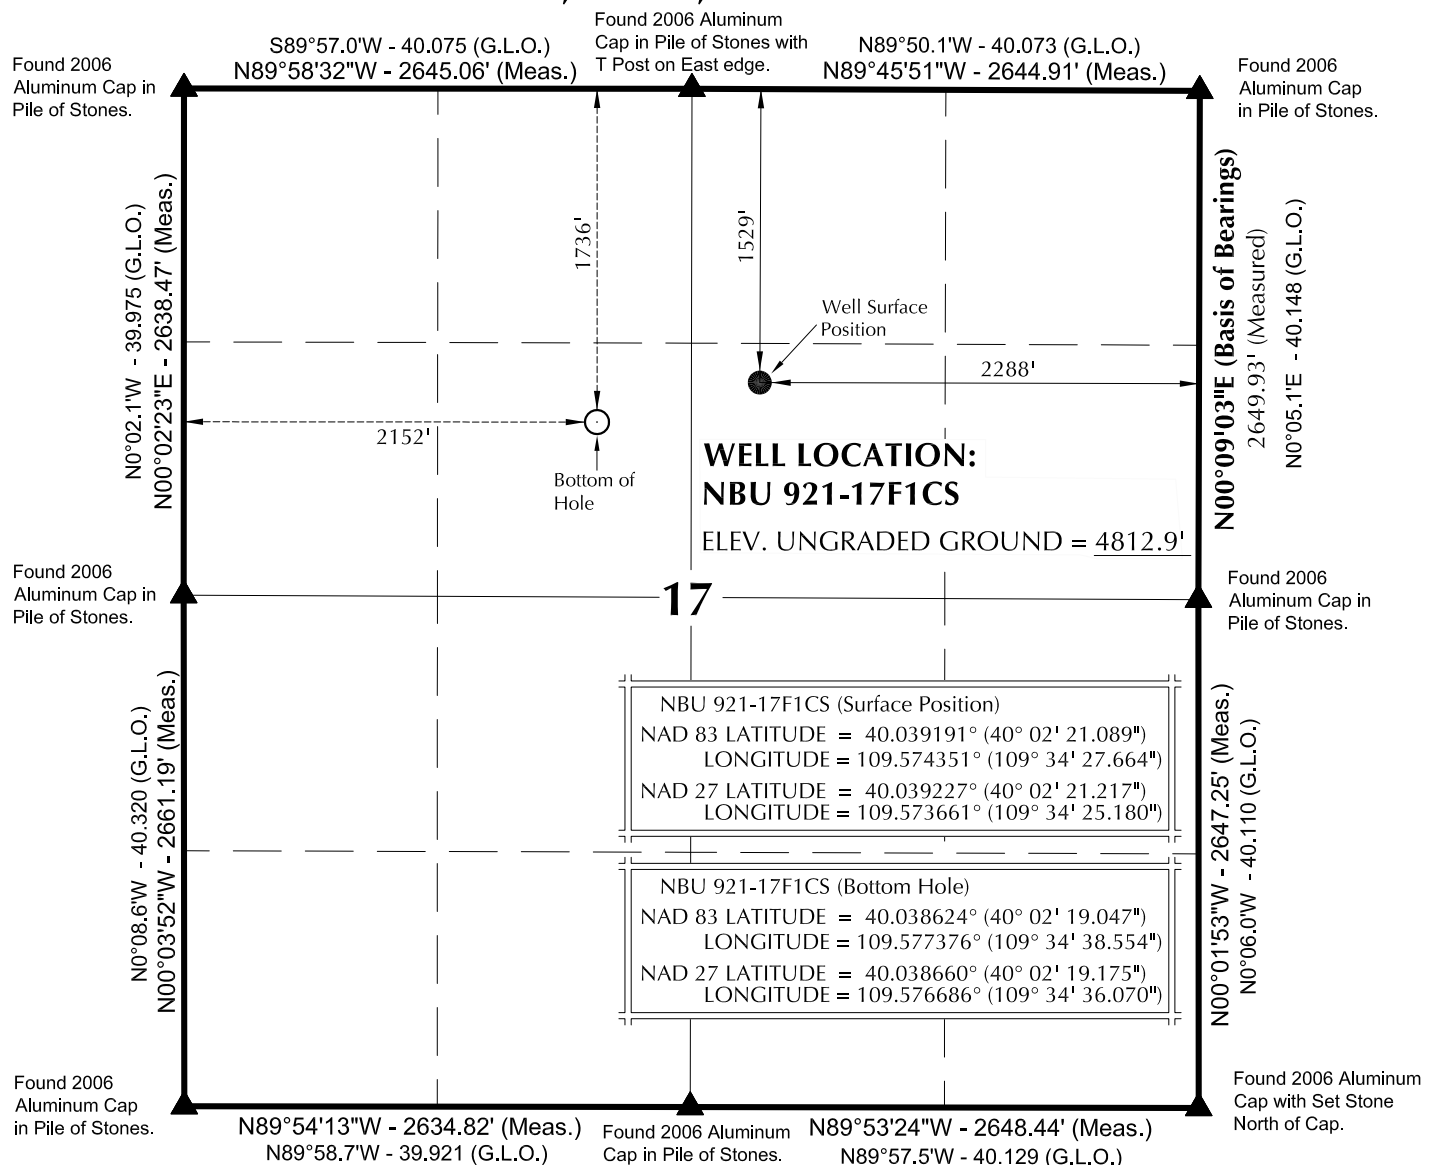 Found 2006 Aluminum
Cap in Pile of Stones with
T Post on East edge.
S89°57.0'W - 40.075 (G.L.O.)
N89°58'32"W - 2645.06' (Meas.)
N89°50.1'W - 40.073 (G.L.O.)
N89°45'51"W - 2644.91' (Meas.)
Found 2006
Aluminum Cap in
Pile of Stones.
Found 2006
Aluminum Cap
in Pile of Stones.
N0°02.1'W - 39.975 (G.L.O.)
N00°02'23"E - 2638.47' (Meas.)
1736'
1529'
Well Surface
Position
2288'
2152'
Bottom of
Hole
N00°09'03"E (Basis of Bearings)
2649.93' (Measured)
N0°05.1'E - 40.148 (G.L.O.)
WELL LOCATION:
NBU 921-17F1CS
ELEV. UNGRADED GROUND = 4812.9'
Found 2006
Aluminum Cap in
Pile of Stones.
17
Found 2006
Aluminum Cap in
Pile of Stones.
N0°08.6'W - 40.320 (G.L.O.)
N00°03'52"W - 2661.19' (Meas.)
NBU 921-17F1CS (Surface Position)
NAD 83 LATITUDE = 40.039191° (40° 02' 21.089")
LONGITUDE = 109.574351° (109° 34' 27.664")
NAD 27 LATITUDE = 40.039227° (40° 02' 21.217")
LONGITUDE = 109.573661° (109° 34' 25.180")
NBU 921-17F1CS (Bottom Hole)
NAD 83 LATITUDE = 40.038624° (40° 02' 19.047")
LONGITUDE = 109.577376° (109° 34' 38.554")
NAD 27 LATITUDE = 40.038660° (40° 02' 19.175")
LONGITUDE = 109.576686° (109° 34' 36.070")
N00°01'53"W - 2647.25' (Meas.)
N0°06.0'W - 40.110 (G.L.O.)
Found 2006
Aluminum Cap
in Pile of Stones.
N89°54'13"W - 2634.82' (Meas.)
N89°58.7'W - 39.921 (G.L.O.)
Found 2006 Aluminum
Cap in Pile of Stones.
N89°53'24"W - 2648.44' (Meas.)
N89°57.5'W - 40.129 (G.L.O.)
Found 2006 Aluminum
Cap with Set Stone
North of Cap.